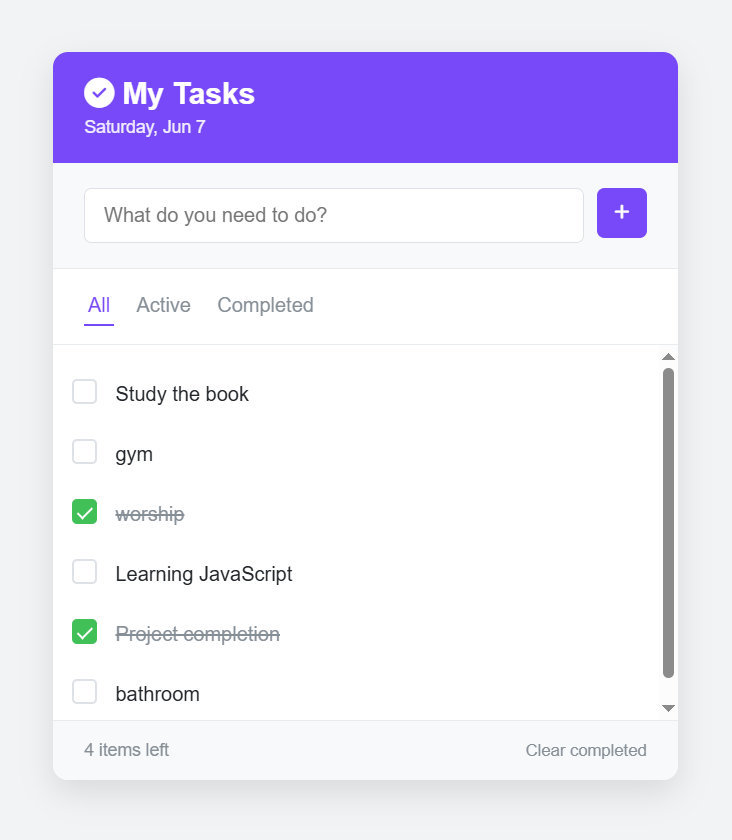 My Tasks
Saturday, Jun 7
What do you need to do?
+
All Active Completed
Study the book
gym
worship
Learning JavaScript
Project completion
bathroom
4 items left Clear completed